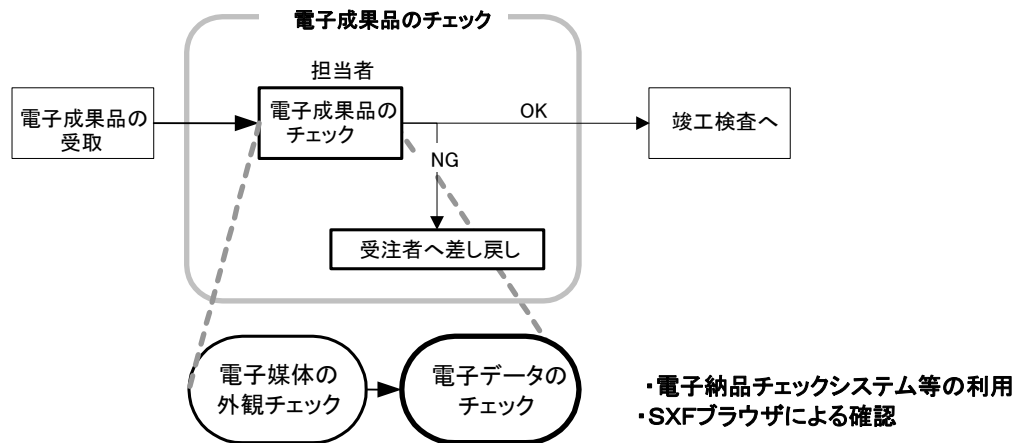 電子成果品のチェック
担当者
電子成果品の
受取
電子成果品の
チェック
OK
竣工検査へ
NG
受注者へ差し戻し
電子媒体の
外観チェック
電子データの
チェック
・電子納品チェックシステム等の利用
・SXFブラウザによる確認